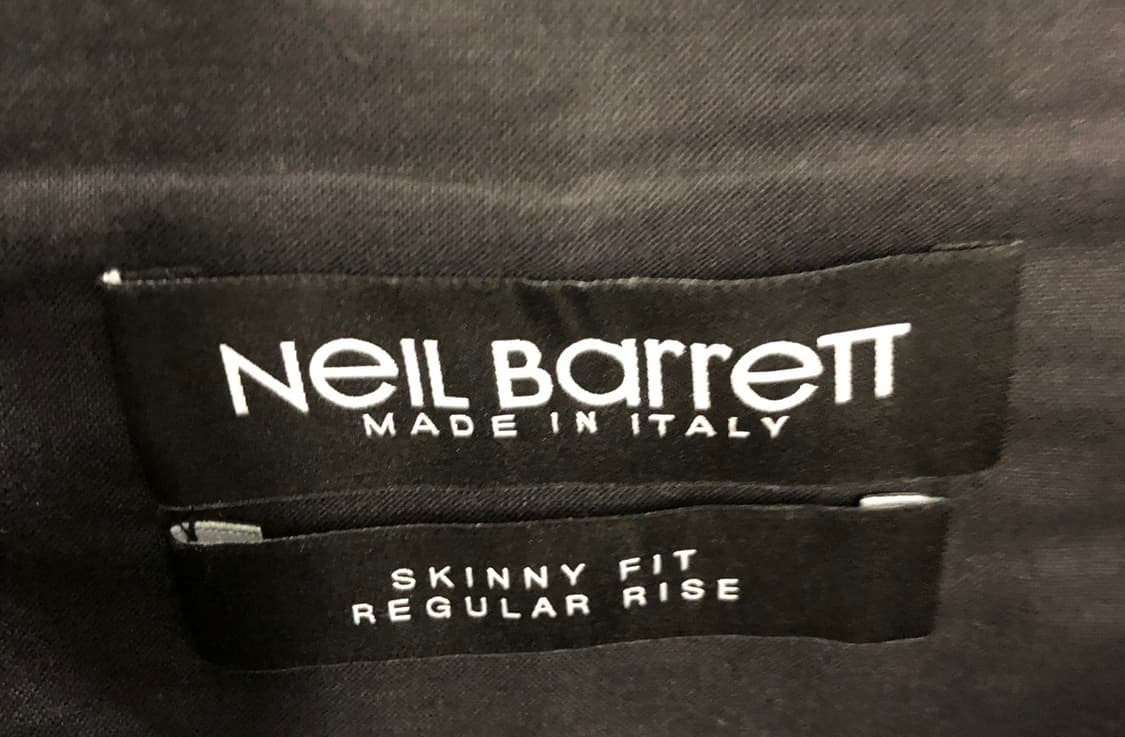 Neil Barrett
MADE IN ITALY
SKINNY FIT
REGULAR RISE